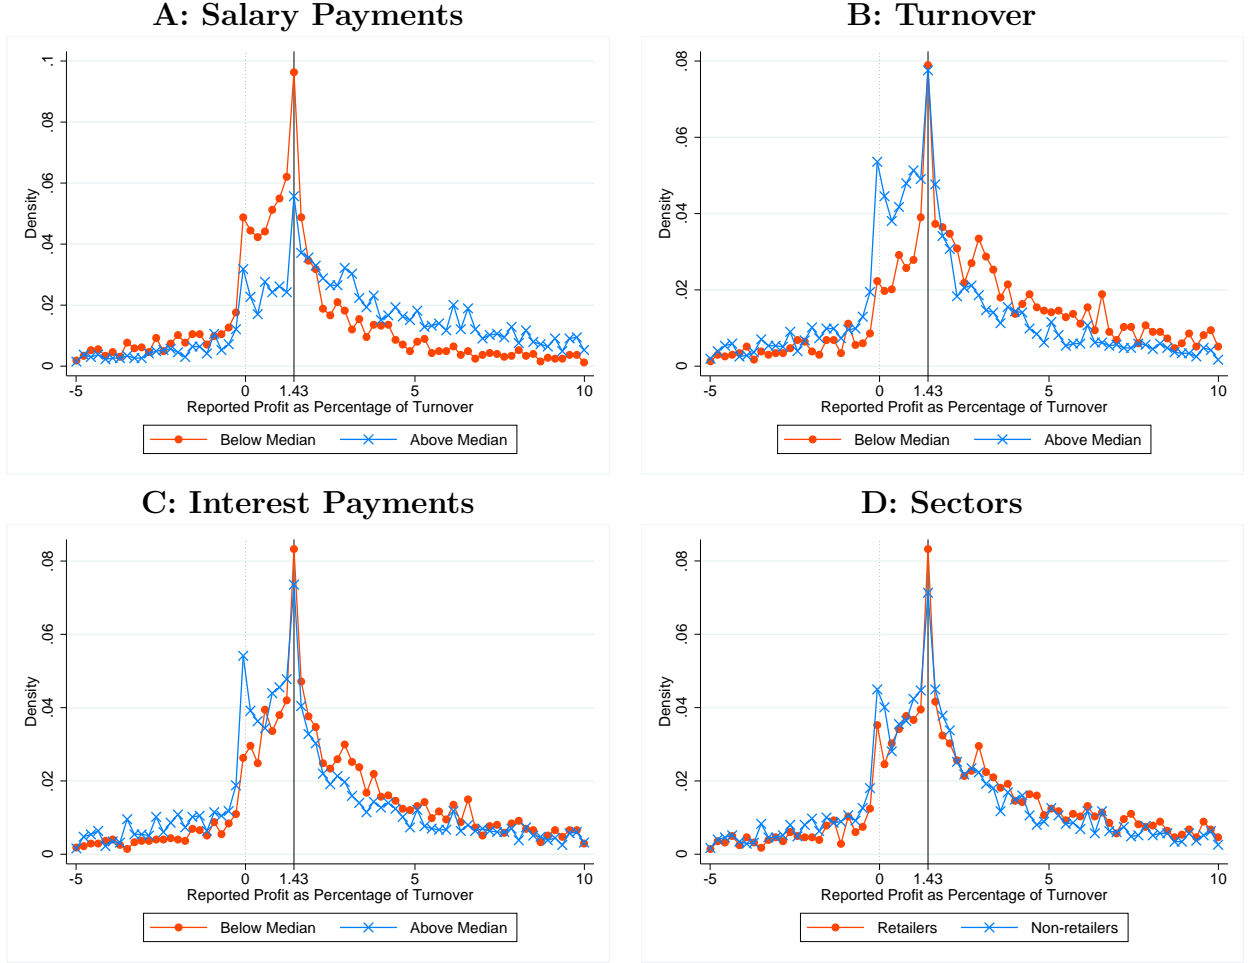 A: Salary Payments
Density
0
.02
.04
.06
.08
.1
-5
0
1.43
5
10
Reported Profit as Percentage of Turnover
Below Median
Above Median
B: Turnover
Density
0
.02
.04
.06
.08
-5
0
1.43
5
10
Reported Profit as Percentage of Turnover
Below Median
Above Median
C: Interest Payments
Density
0
.02
.04
.06
.08
-5
0
1.43
5
10
Reported Profit as Percentage of Turnover
Below Median
Above Median
D: Sectors
Density
0
.02
.04
.06
.08
-5
0
1.43
5
10
Reported Profit as Percentage of Turnover
Retailers
Non-retailers